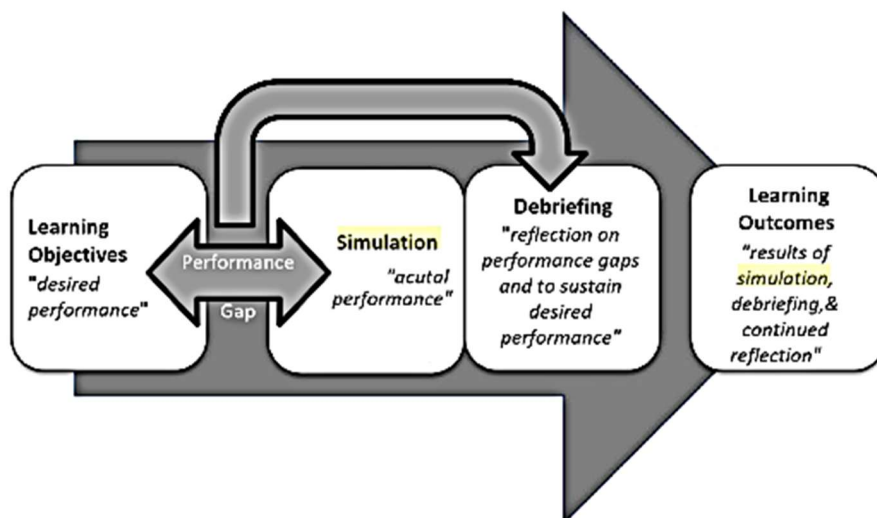 Learning
Objectives
"desired
performance"
Performance
Gap
Simulation
"acutal
performance"
Debriefing
"reflection on
performance gaps
and to sustain
desired
performance"
Learning
Outcomes
"results of
simulation,
debriefing,&
continued
reflection"